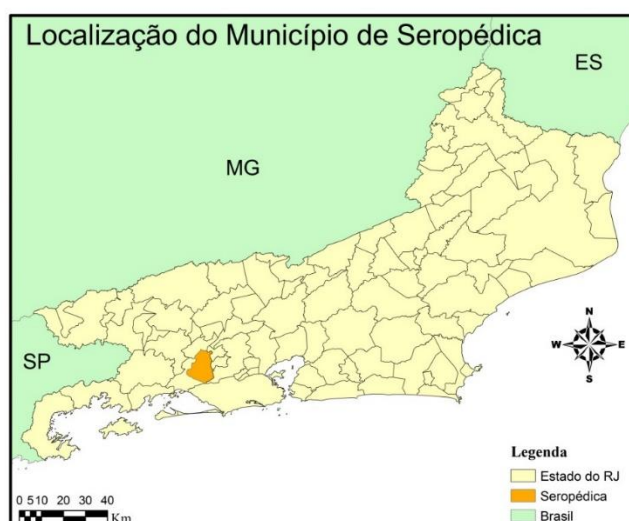 Localização do Município de Seropédica
ES
MG
SP
N
W E
S
Legenda
Estado do RJ
Seropédica
Brasil
0 5 10 20 30 40
Km